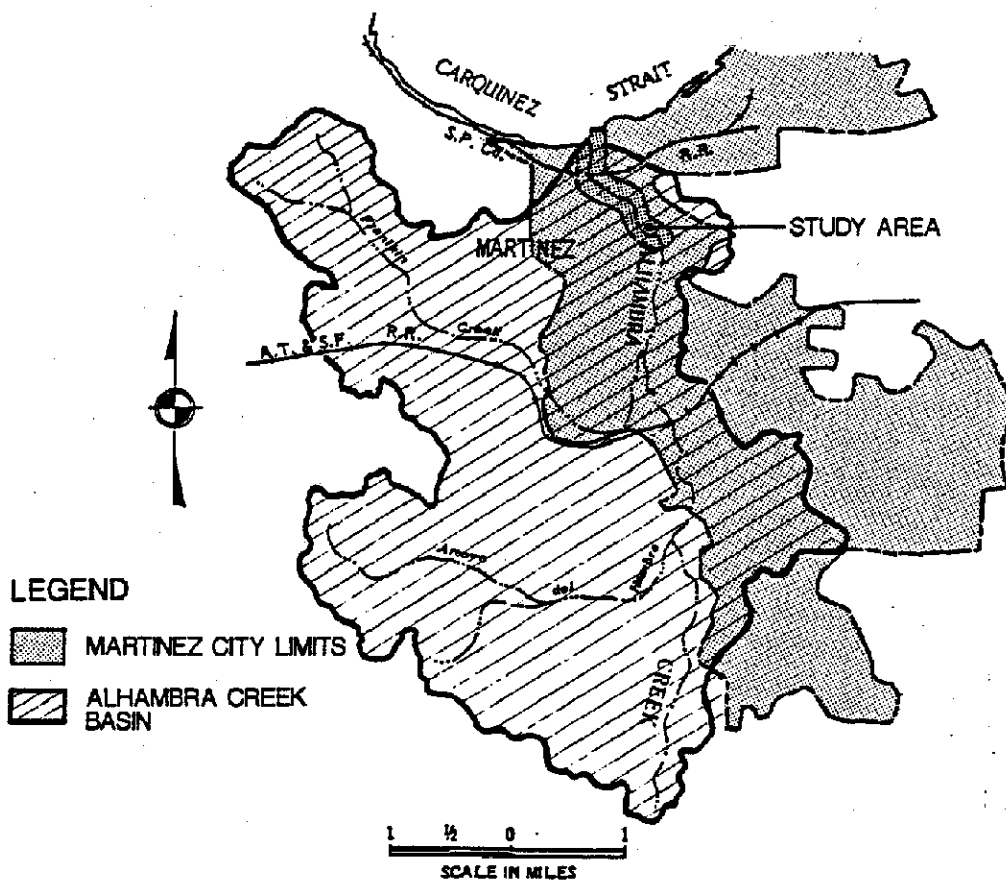 CARQUINEZ STRAIT
S.P. Co.
R.R.
STUDY AREA
Franklin
MARTINEZ
ALHAMBRA
Creek
A.T. & S.F. R.R.
Arroyo del Hambre
CREEK
LEGEND
MARTINEZ CITY LIMITS
ALHAMBRA CREEK
BASIN
1 ½ 0 1
SCALE IN MILES